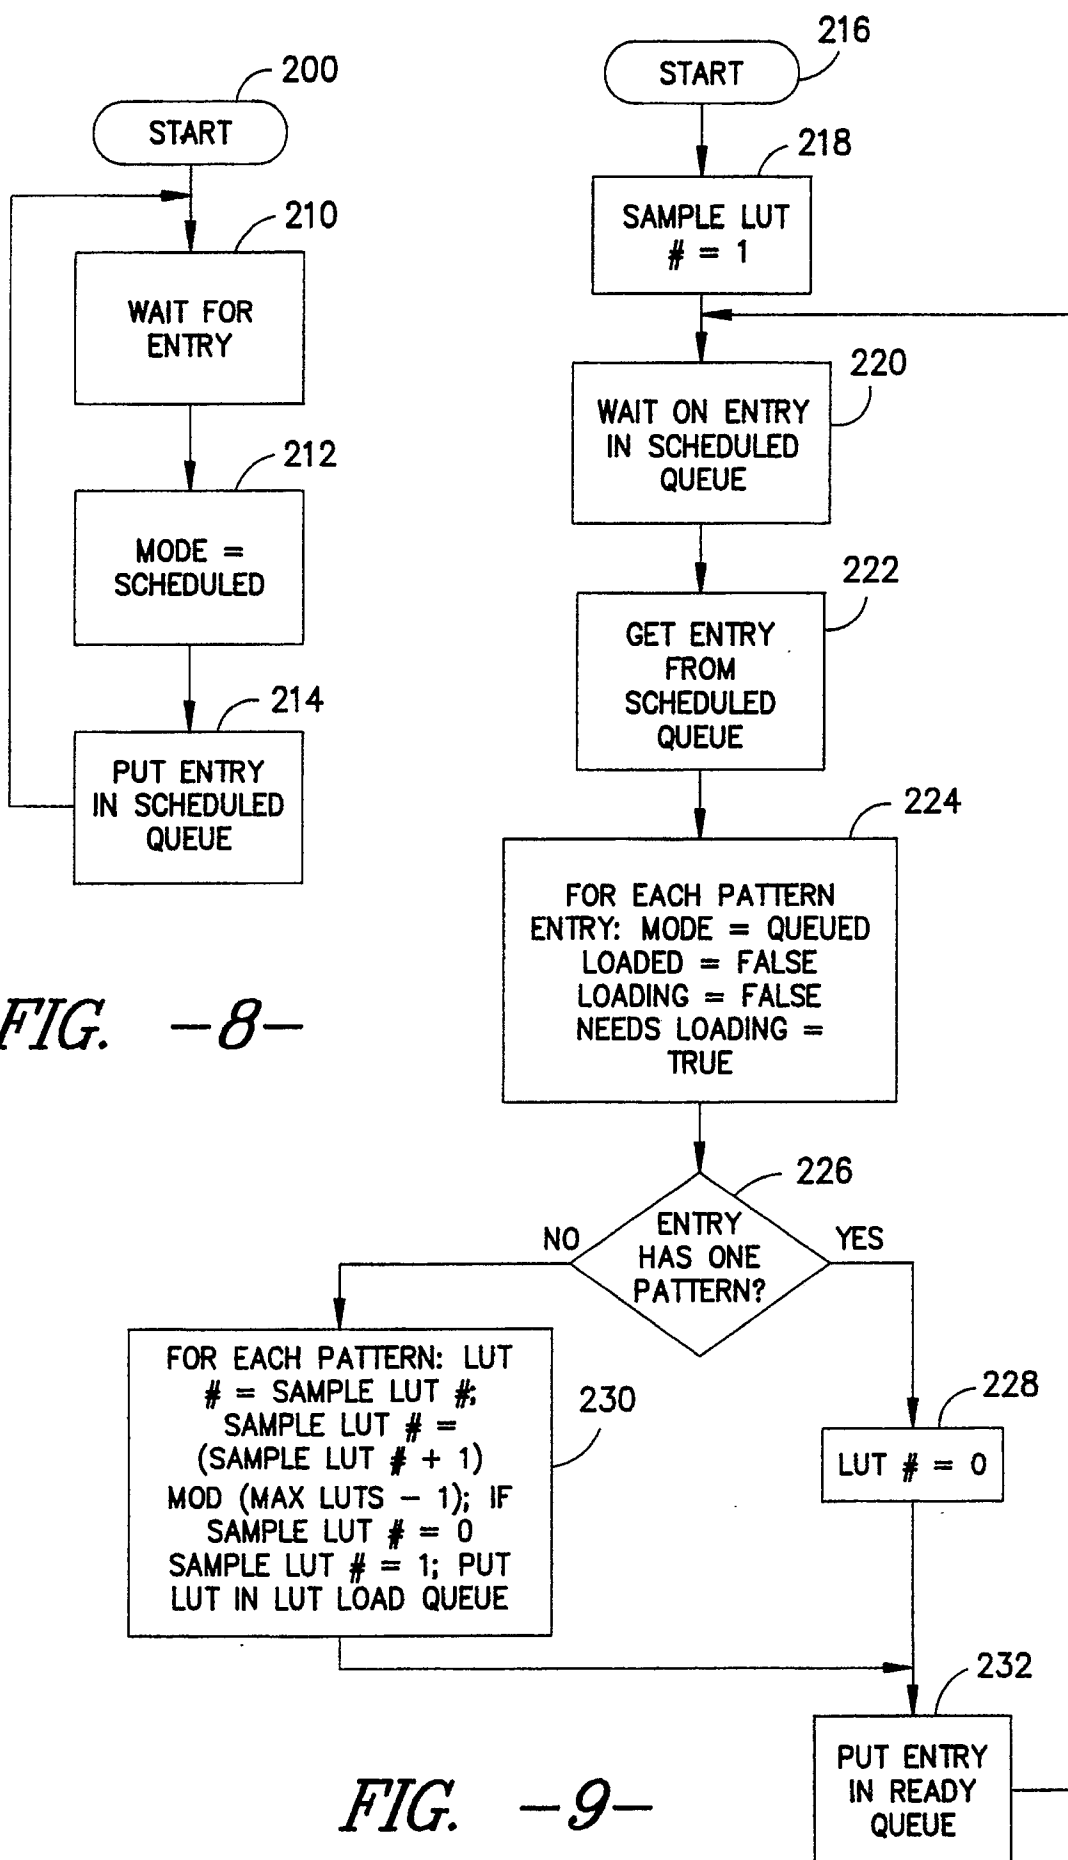 200
START
210
WAIT FOR
ENTRY
212
MODE =
SCHEDULED
214
PUT ENTRY
IN SCHEDULED
QUEUE
FIG. -8-
216
START
218
SAMPLE LUT
# = 1
220
WAIT ON ENTRY
IN SCHEDULED
QUEUE
222
GET ENTRY
FROM
SCHEDULED
QUEUE
224
FOR EACH PATTERN
ENTRY: MODE = QUEUED
LOADED = FALSE
LOADING = FALSE
NEEDS LOADING =
TRUE
226
ENTRY
HAS ONE
PATTERN?
NO
YES
FOR EACH PATTERN: LUT
# = SAMPLE LUT #;
SAMPLE LUT # =
(SAMPLE LUT # + 1)
MOD (MAX LUTS - 1); IF
SAMPLE LUT # = 0
SAMPLE LUT # = 1; PUT
LUT IN LUT LOAD QUEUE
230
228
LUT # = 0
232
PUT ENTRY
IN READY
QUEUE
FIG. -9-